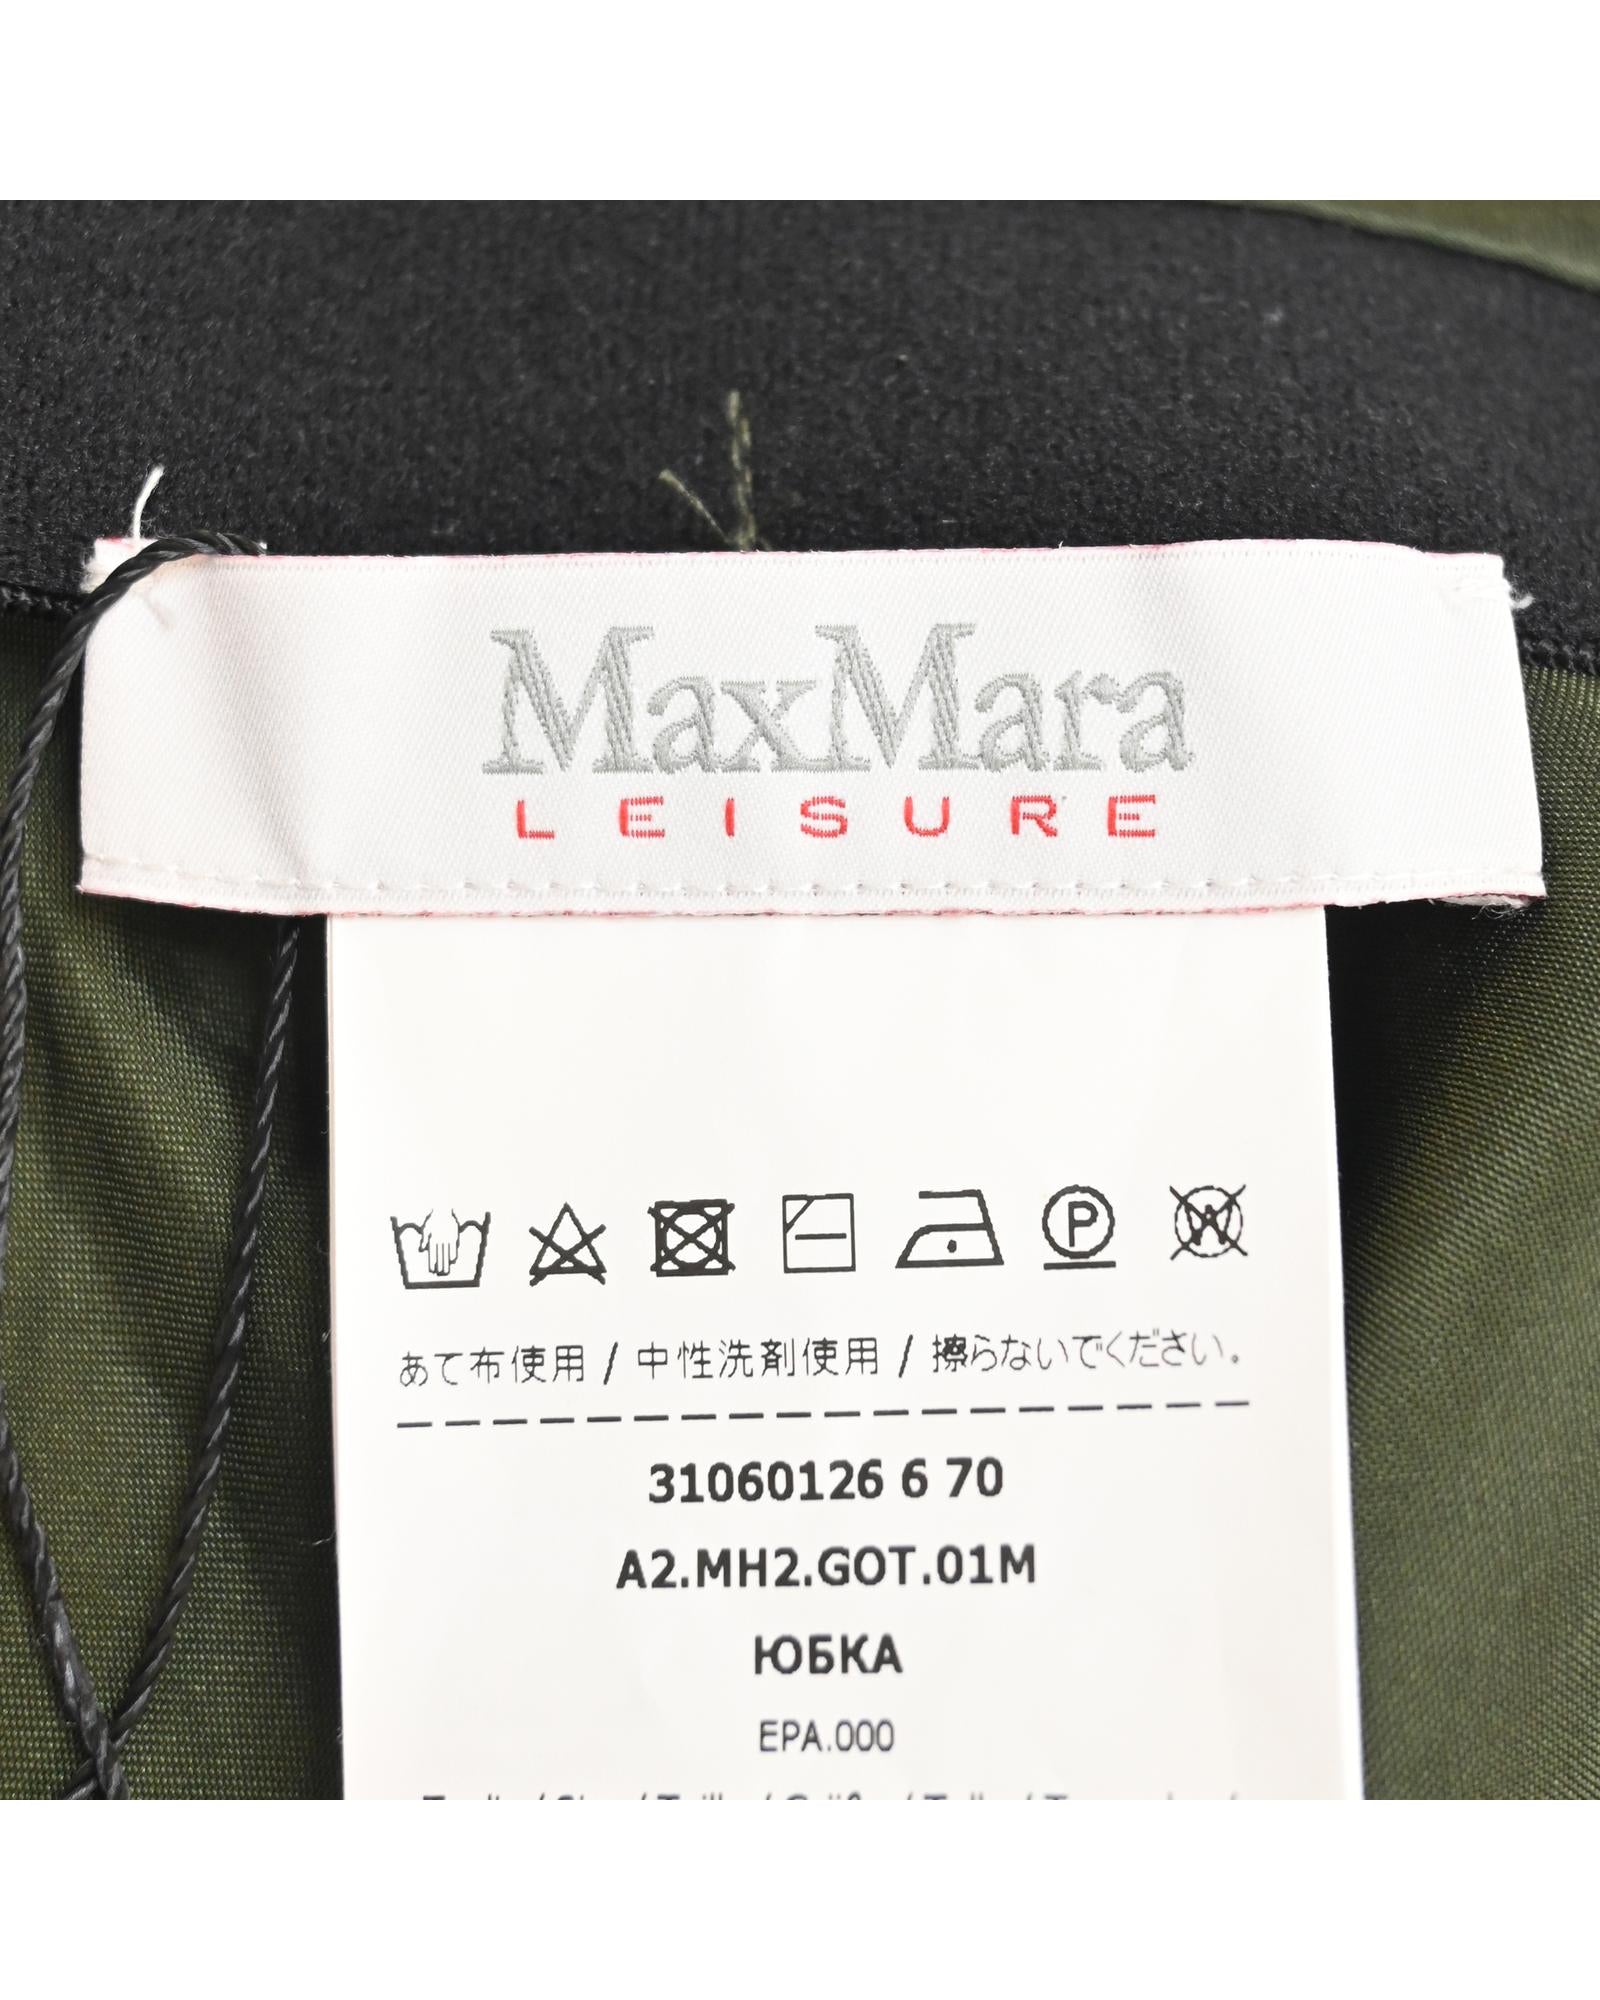 MaxMara
LEISURE
あて布使用 / 中性洗剤使用 / 擦らないでください。
31060126 6 70
A2.MH2.GOT.01M
ЮБКА
EPA.000